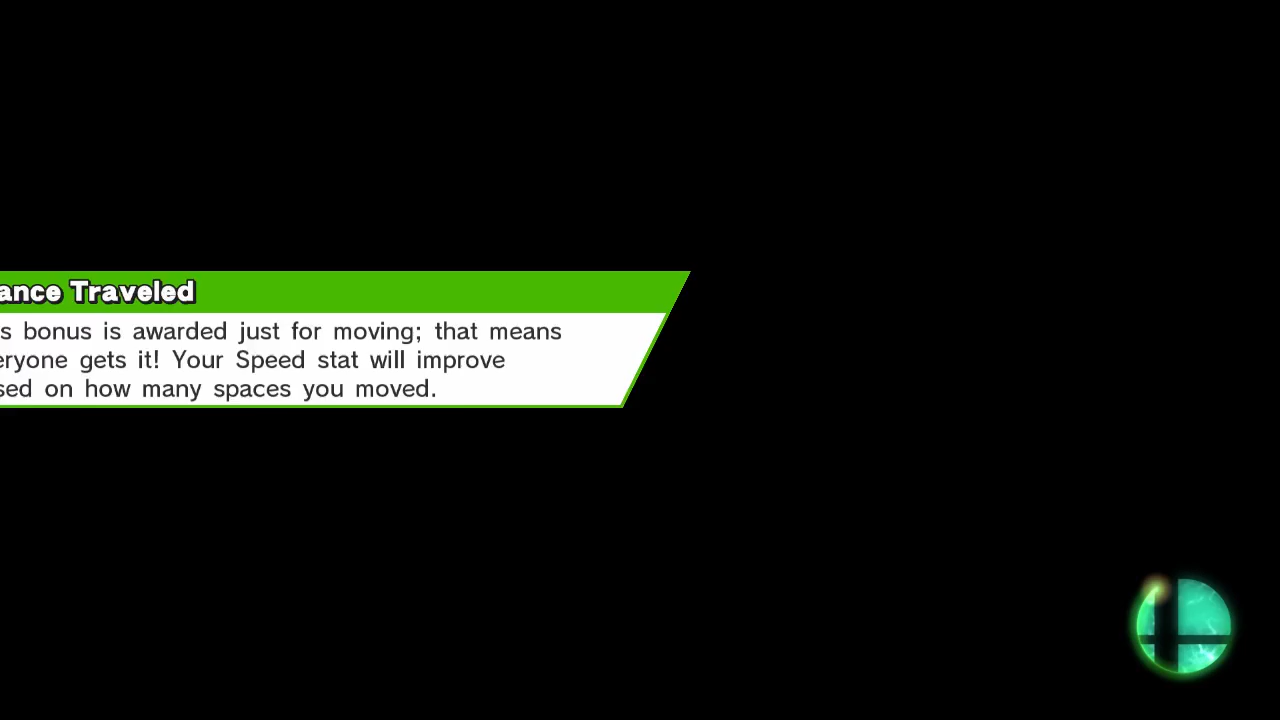 ance Traveled
s bonus is awarded just for moving; that means
eryone gets it! Your Speed stat will improve
sed on how many spaces you moved.